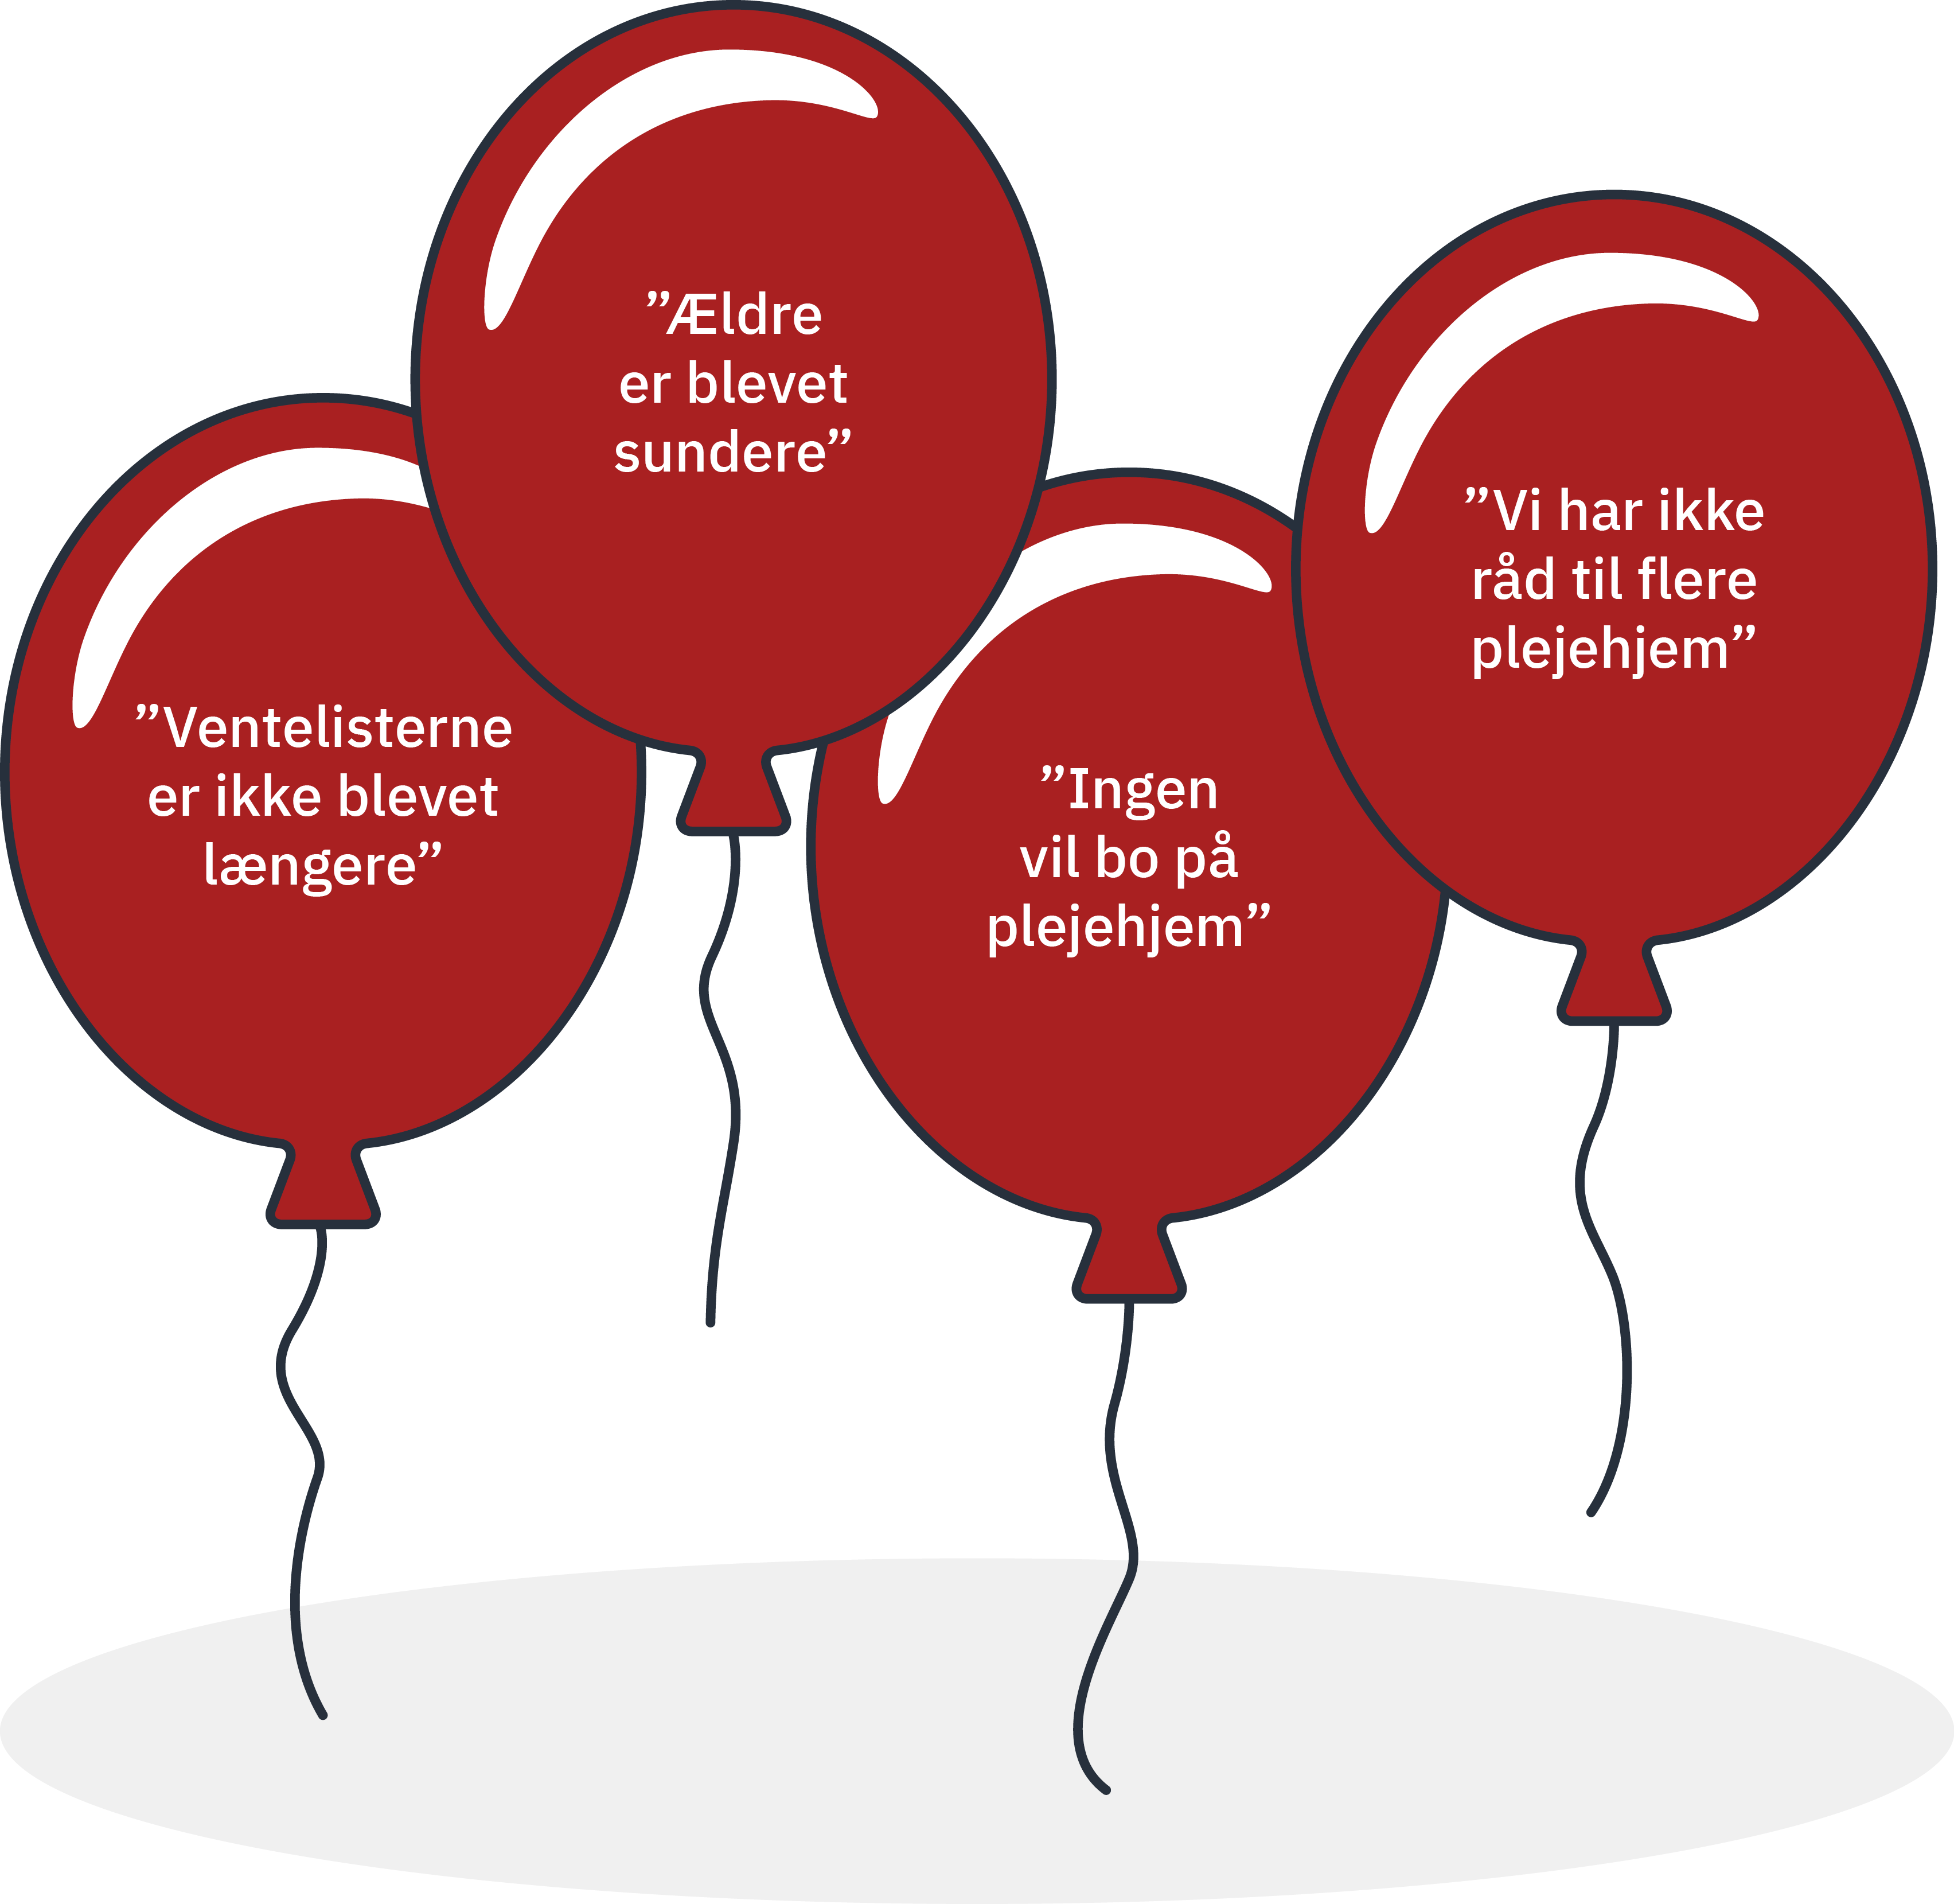 ”Ventelisterne
er ikke blevet
længere”
”Ældre
er blevet
sundere”
”Ingen
vil bo på
plejehjem”
”Vi har ikke
råd til flere
plejehjem”